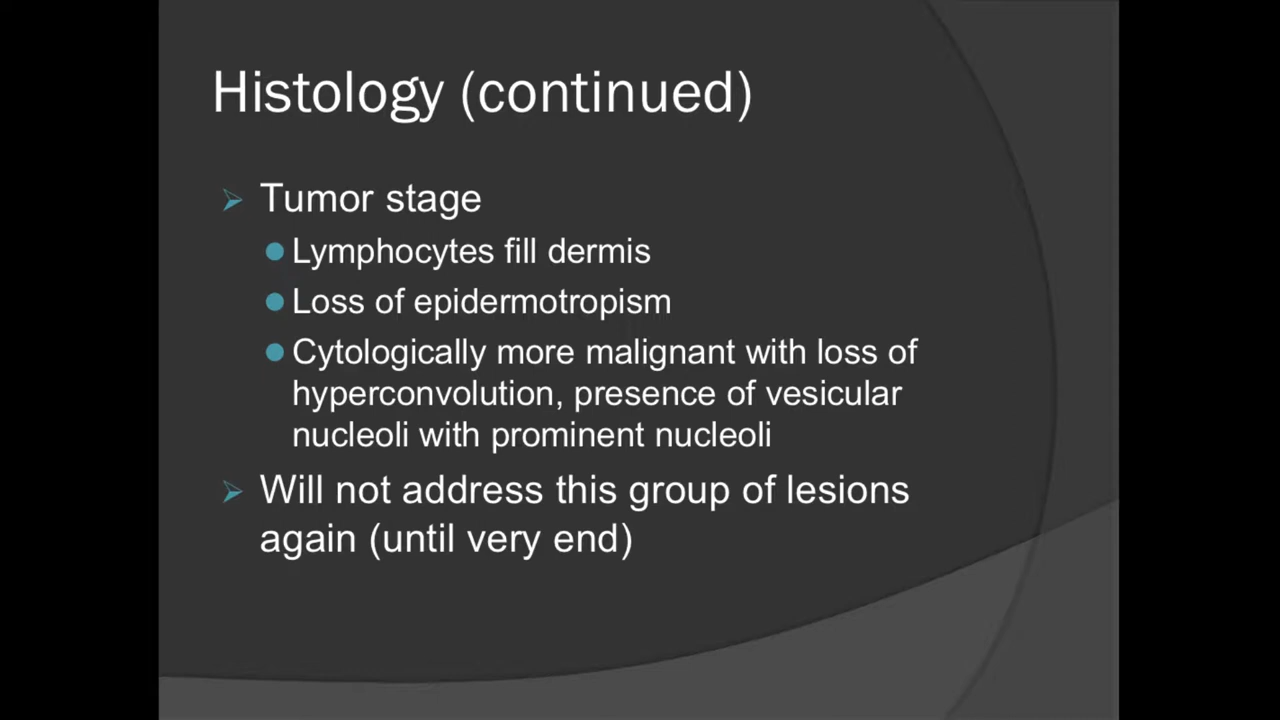 Histology (continued)
Tumor stage
Lymphocytes fill dermis
Loss of epidermotropism
Cytologically more malignant with loss of
hyperconvolution, presence of vesicular
nucleoli with prominent nucleoli
Will not address this group of lesions
again (until very end)